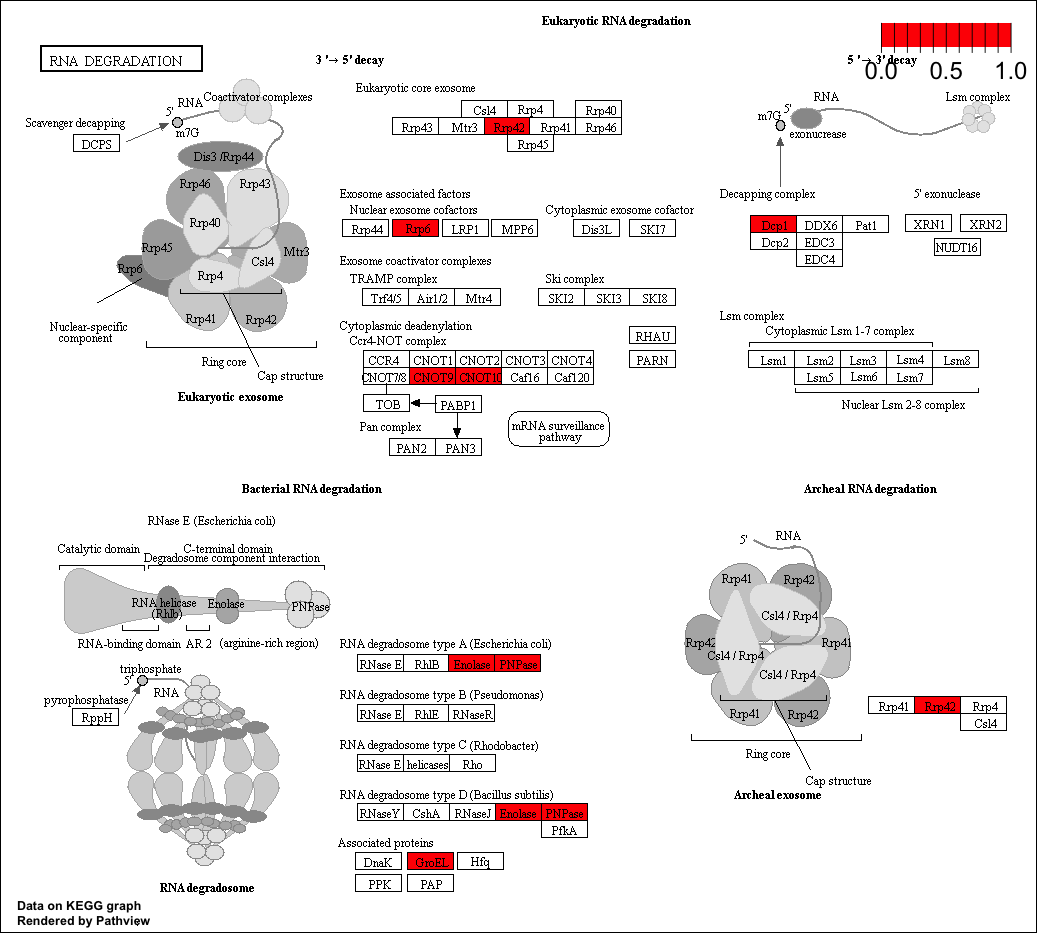 Eukaryotic RNA degradation
RNA DEGRADATION
3 '→ 5' decay
5 '→ 3' decay
0.0 0.5 1.0
Coactivator complexes
RNA
5'
m7G
Scavenger decapping
DCPS
Dis3 /Rrp44
Rrp46
Rrp43
Rrp40
Rrp45
Mtr3
Csl4
Rrp6
Rrp4
Rrp41
Rrp42
Nuclear-specific
component
Ring core
Cap structure
Eukaryotic exosome
Eukaryotic core exosome
Csl4 Rrp4 Rrp40
Rrp43 Mtr3 Rrp42 Rrp41 Rrp46
Rrp45
Exosome associated factors
Nuclear exosome cofactors
Cytoplasmic exosome cofactor
Rrp44 Rrp6 LRP1 MPP6
Dis3L SKI7
Exosome coactivator complexes
TRAMP complex
Ski complex
Trf4/5 Air1/2 Mtr4
SKI2 SKI3 SKI8
Cytoplasmic deadenylation
Ccr4-NOT complex
RHAU
CCR4 CNOT1 CNOT2 CNOT3 CNOT4
PARN
CNOT7/8 CNOT9 CNOT10 Caf16 Caf120
TOB
PABP1
Pan complex
PAN2 PAN3
mRNA surveillance
pathway
RNA
Lsm complex
5'
m7G
exonucrease
Decapping complex
5' exonuclease
Dcp1 DDX6 Pat1
XRN1 XRN2
Dcp2 EDC3
NUDT16
EDC4
Lsm complex
Cytoplasmic Lsm 1-7 complex
Lsm1 Lsm2 Lsm3 Lsm4 Lsm8
Lsm5 Lsm6 Lsm7
Nuclear Lsm 2-8 complex
Bacterial RNA degradation
RNase E (Escherichia coli)
Catalytic domain
C-terminal domain
Degradosome component interaction
RNA helicase
(Rhlb)
Enolase
PNPase
RNA-binding domain
AR 2
(arginine-rich region)
triphosphate
5'
RNA
pyrophosphatase
RppH
RNA degradosome
RNA degradosome type A (Escherichia coli)
RNase E RhlB Enolase PNPase
RNA degradosome type B (Pseudomonas)
RNase E RhlE RNaseR
RNA degradosome type C (Rhodobacter)
RNase E helicases Rho
RNA degradosome type D (Bacillus subtilis)
RNaseY CshA RNaseJ Enolase PNPase
PfkA
Associated proteins
DnaK GroEL Hfq
PPK PAP
Archeal RNA degradation
5'
RNA
Rrp41
Rrp42
Csl4 / Rrp4
Rrp42
Rrp41
Csl4 / Rrp4
Csl4 / Rrp4
Rrp41
Rrp42
Ring core
Cap structure
Archeal exosome
Rrp41 Rrp42 Rrp4
Csl4
Data on KEGG graph
Rendered by Pathview